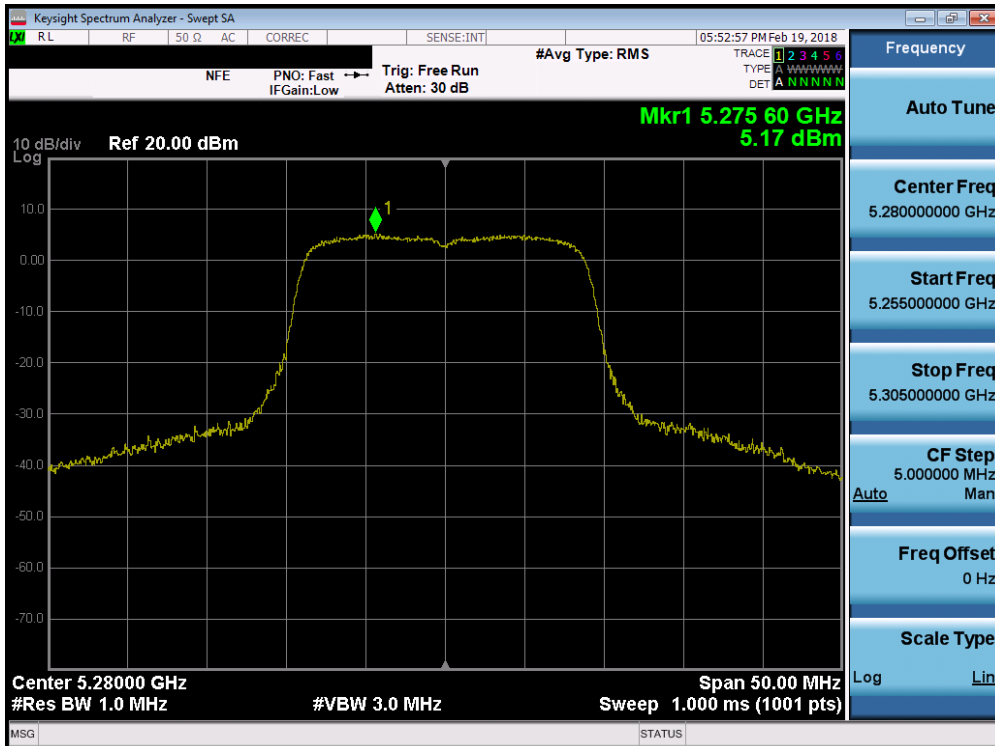 Keysight Spectrum Analyzer - Swept SA
LXI RL RF 50 Ω AC CORREC SENSE:INT 05:52:57 PM Feb 19, 2018
#Avg Type: RMS TRACE 1 2 3 4 5 6
NFE PNO: Fast Trig: Free Run TYPE A WWWWW
IFGain:Low Atten: 30 dB DET A N N N N N
Mkr1 5.275 60 GHz
5.17 dBm
10 dB/div Ref 20.00 dBm
Log
1
10.0
0.00
-10.0
-20.0
-30.0
-40.0
-50.0
-60.0
-70.0
Center 5.28000 GHz Span 50.00 MHz
#Res BW 1.0 MHz #VBW 3.0 MHz Sweep 1.000 ms (1001 pts)
MSG STATUS
Frequency
Auto Tune
Center Freq
5.280000000 GHz
Start Freq
5.255000000 GHz
Stop Freq
5.305000000 GHz
CF Step
5.000000 MHz
Auto Man
Freq Offset
0 Hz
Scale Type
Log Lin